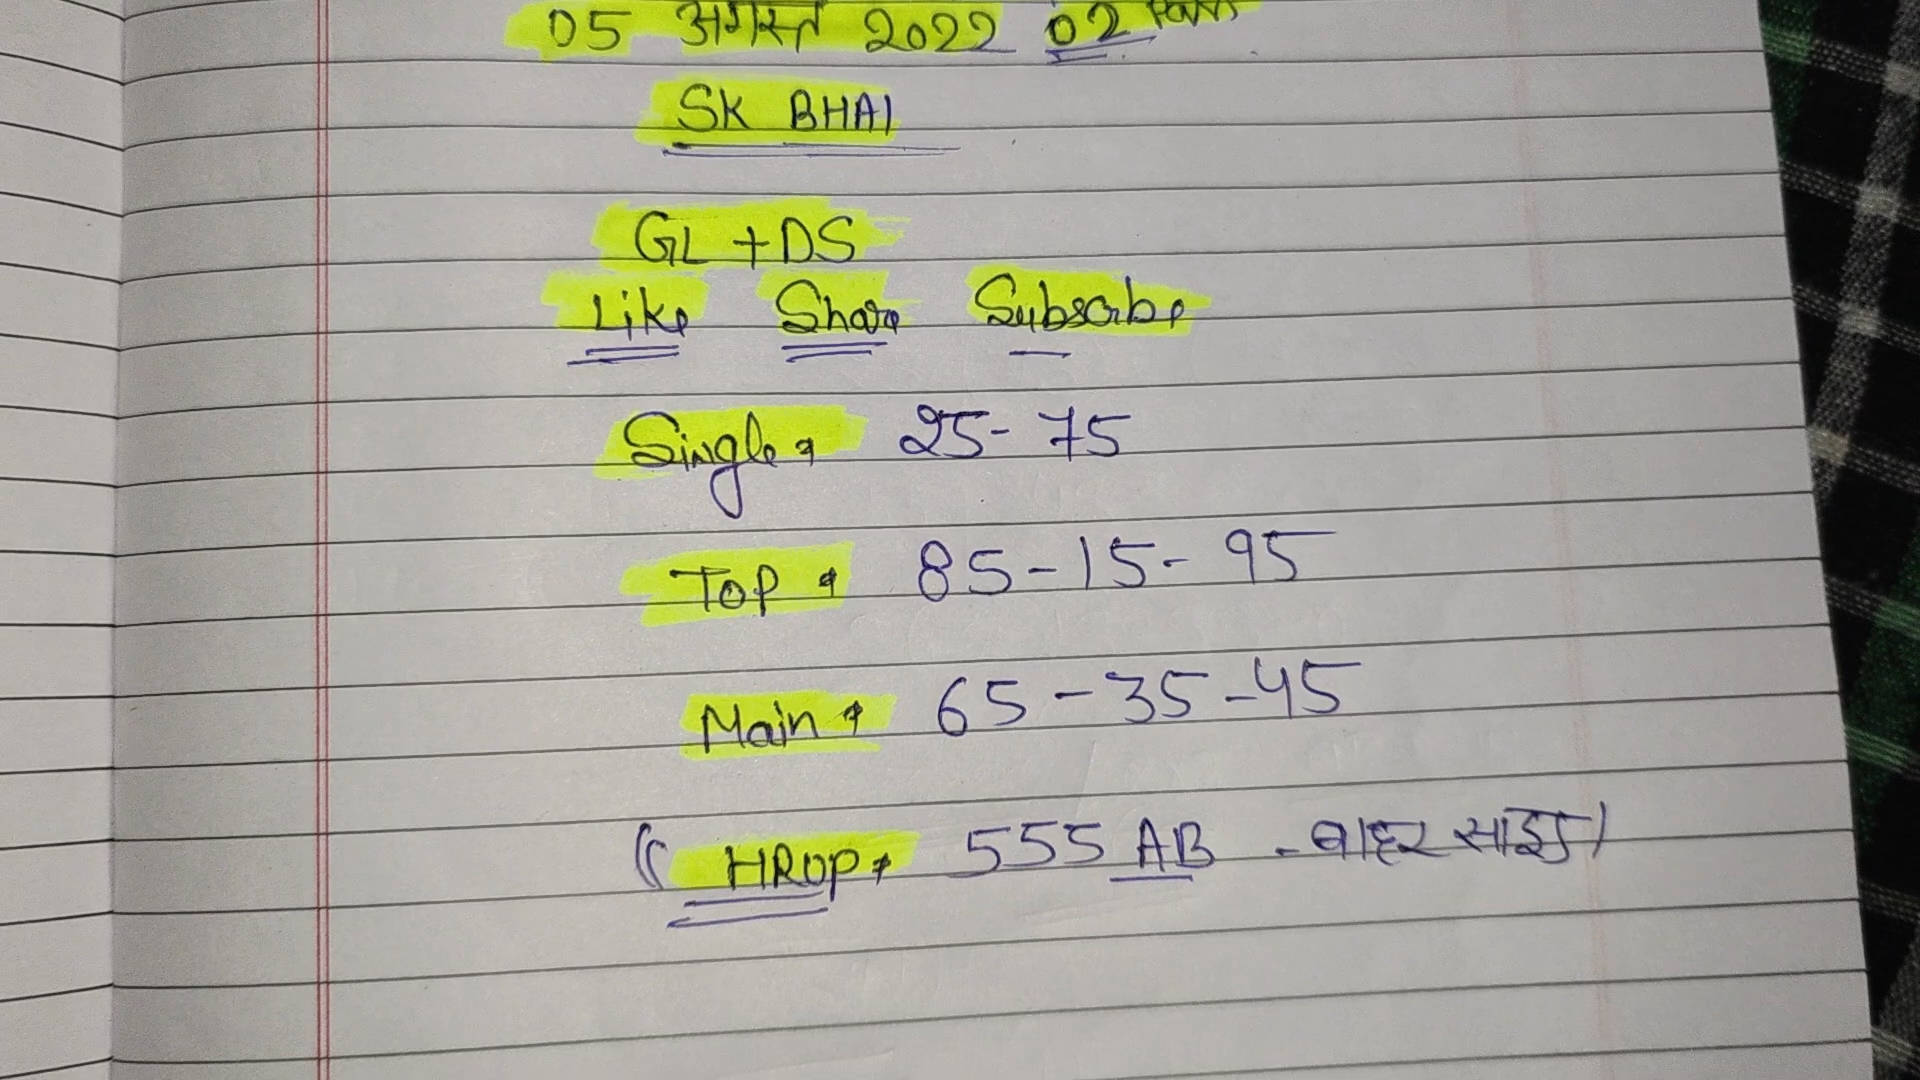 05 अगस्त 2022 02
SK BHAI
GL + DS
Like Share Subscribe
Single 25-75
Top 85-15-95
Main 65-35-45
HRUP 555 AB - बाहर साइड।